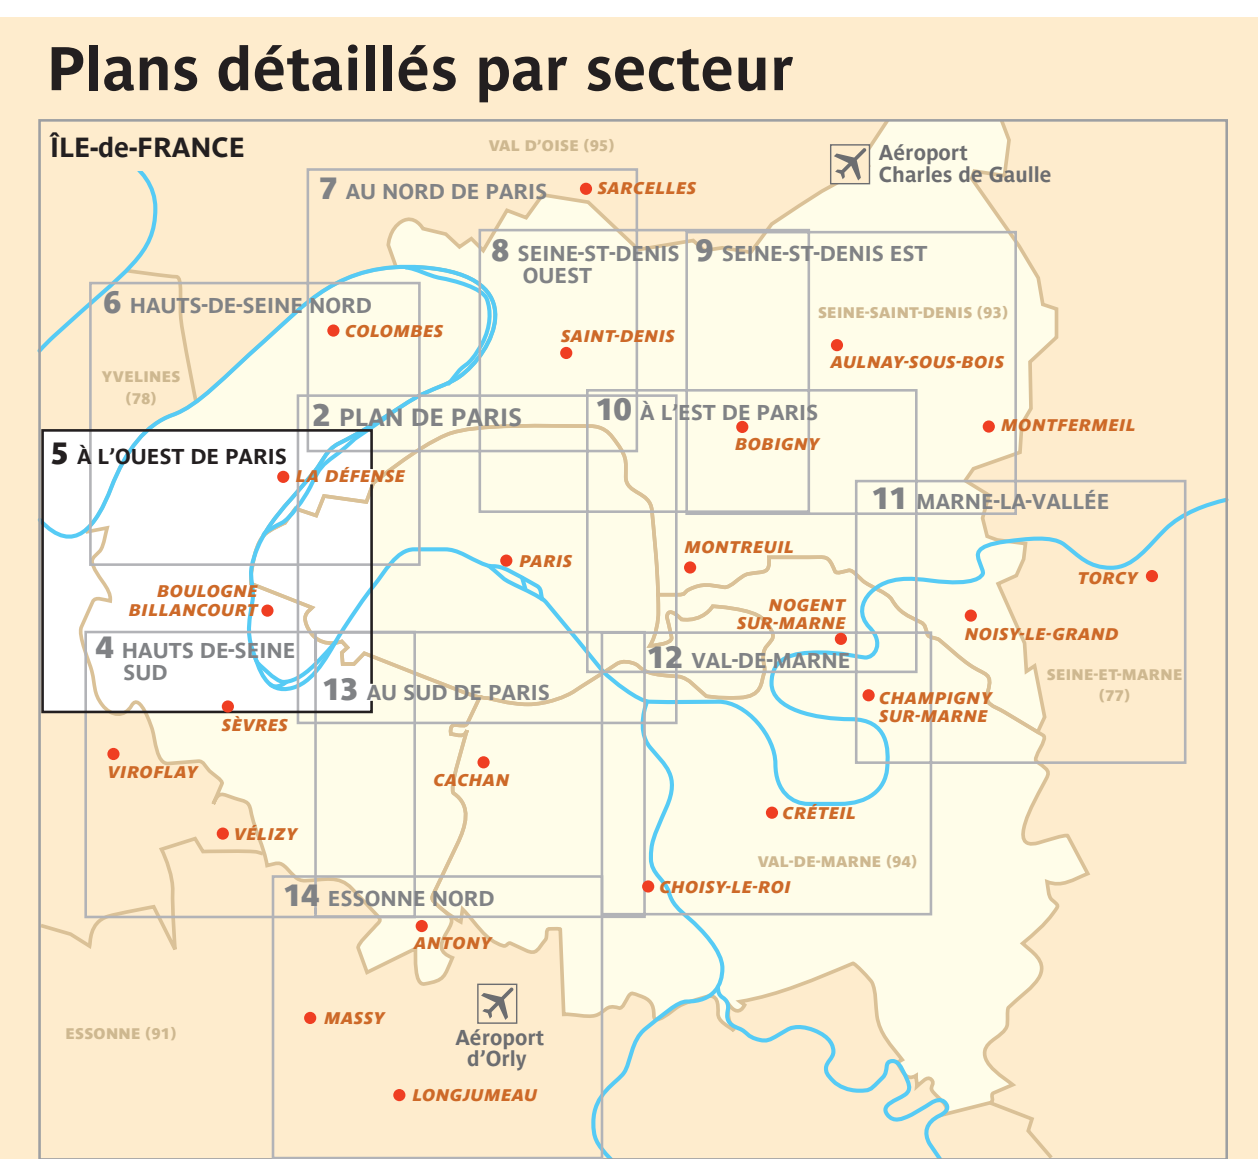 Plans détaillés par secteur
ÎLE-de-FRANCE
VAL D'OISE (95)
Aéroport
Charles de Gaulle
7 AU NORD DE PARIS
SARCELLES
8 SEINE-ST-DENIS
OUEST
9 SEINE-ST-DENIS EST
6 HAUTS-DE-SEINE NORD
COLOMBES
SEINE-SAINT-DENIS (93)
SAINT-DENIS
AULNAY-SOUS-BOIS
YVELINES
(78)
2 PLAN DE PARIS
10 À L'EST DE PARIS
BOBIGNY
MONTFERMEIL
5 À L'OUEST DE PARIS
LA DÉFENSE
11 MARNE-LA-VALLÉE
MONTREUIL
PARIS
TORCY
BOULOGNE
BILLANCOURT
NOGENT
SUR-MARNE
NOISY-LE-GRAND
4 HAUTS DE-SEINE
SUD
12 VAL-DE-MARNE
SEINE-ET-MARNE
(77)
13 AU SUD DE PARIS
CHAMPIGNY
SUR-MARNE
SÈVRES
VIROFLAY
CACHAN
CRÉTEIL
VÉLIZY
VAL-DE-MARNE (94)
CHOISY-LE-ROI
14 ESSONNE NORD
ANTONY
MASSY
ESSONNE (91)
Aéroport
d'Orly
LONGJUMEAU